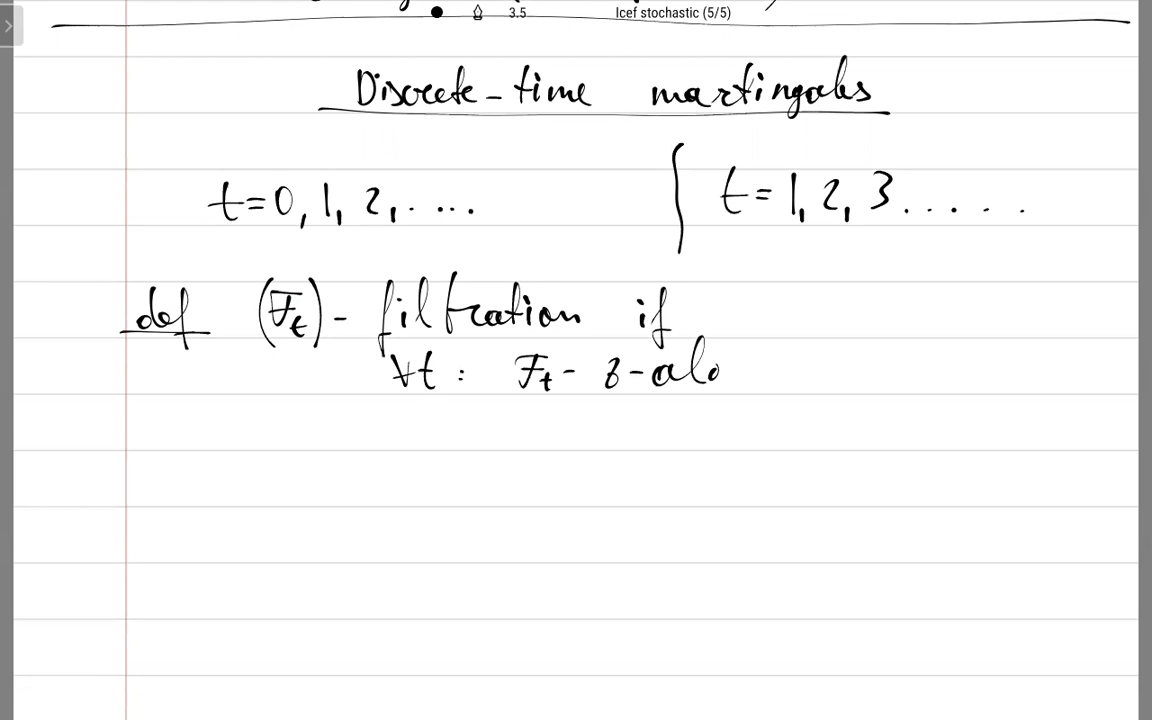 3.5 Icef stochastic (5/5)
Discrete-time martingales
t=0, 1, 2, .... { t=1, 2, 3.....
def (Ft) - filtration if
∀t: Ft - σ-alg